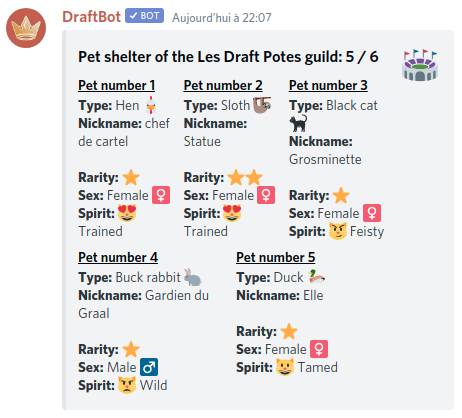 DraftBot ✓ BOT Aujourd'hui à 22:07
Pet shelter of the Les Draft Potes guild: 5 / 6
Pet number 1
Type: Hen
Nickname: chef
de cartel
Rarity: ⭐
Sex: Female ♀
Spirit: 😻
Trained
Pet number 2
Type: Sloth
Nickname:
Statue
Rarity: ⭐⭐
Sex: Female ♀
Spirit: 😻
Trained
Pet number 3
Type: Black cat
Nickname:
Grosminette
Rarity: ⭐
Sex: Female ♀
Spirit: 😼 Feisty
Pet number 4
Type: Buck rabbit
Nickname: Gardien du
Graal
Rarity: ⭐
Sex: Male ♂
Spirit: 😾 Wild
Pet number 5
Type: Duck
Nickname: Elle
Rarity: ⭐
Sex: Female ♀
Spirit: 😺 Tamed